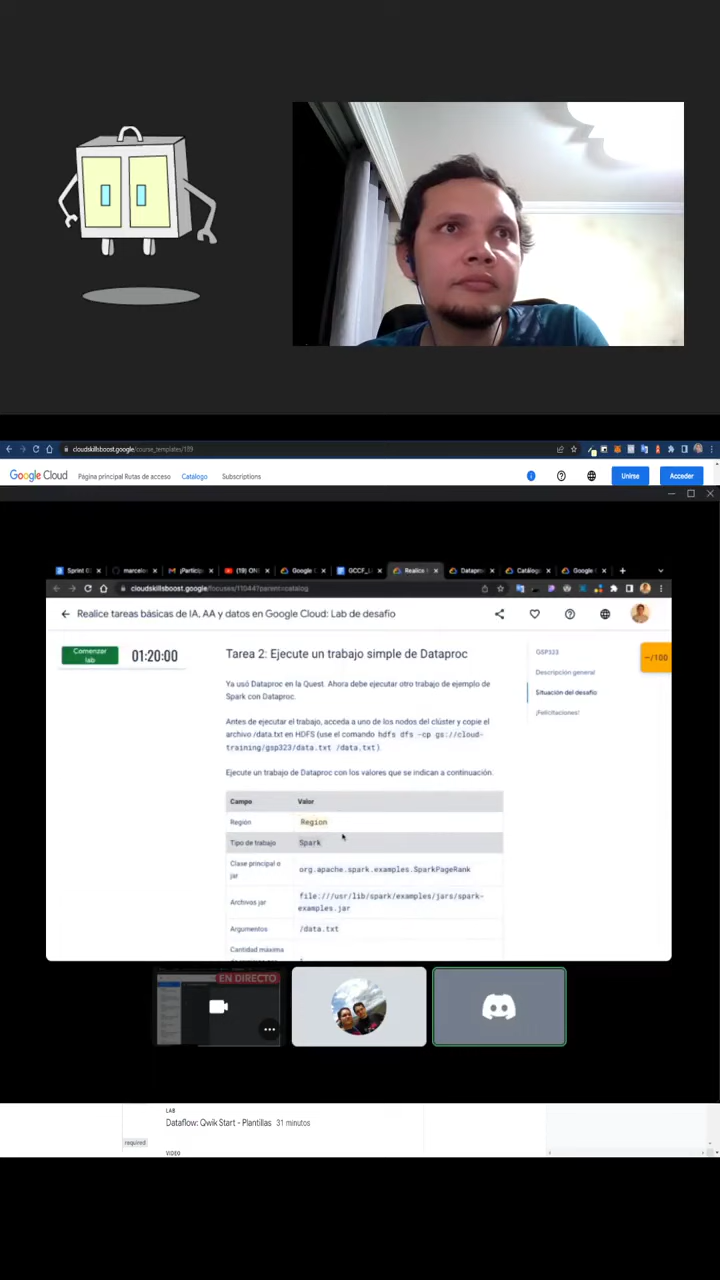 cloudskillsboost.google/course_templates/189
Google Cloud
Página principal
Rutas de acceso
Catálogo
Subscriptions
Unirse
Acceder
Google
Realice
cloudskillsboost.google/focuses/11044?parent=catalog
Realice tareas básicas de IA, AA y datos en Google Cloud: Lab de desafío
Comenzar
lab
01:20:00
Tarea 2: Ejecute un trabajo simple de Dataproc
Ya usó Dataproc en la Quest. Ahora debe ejecutar otro trabajo de ejemplo de
Spark con Dataproc.
Antes de ejecutar el trabajo, acceda a uno de los nodos del clúster y copie el
archivo /data.txt en HDFS (use el comando hdfs dfs -cp gs://cloud-
training/gsp323/data.txt /data.txt).
Ejecute un trabajo de Dataproc con los valores que se indican a continuación.
Campo Valor
Región Region
Tipo de trabajo Spark
Clase principal o
jar
org.apache.spark.examples.SparkPageRank
Archivos jar
file:///usr/lib/spark/examples/jars/spark-
examples.jar
Argumentos /data.txt
Cantidad máxima
GSP323
Descripción general
Situación del desafío
¡Felicitaciones!
--/100
EN DIRECTO
LAB
Dataflow: Qwik Start - Plantillas 31 minutos
required
VIDEO